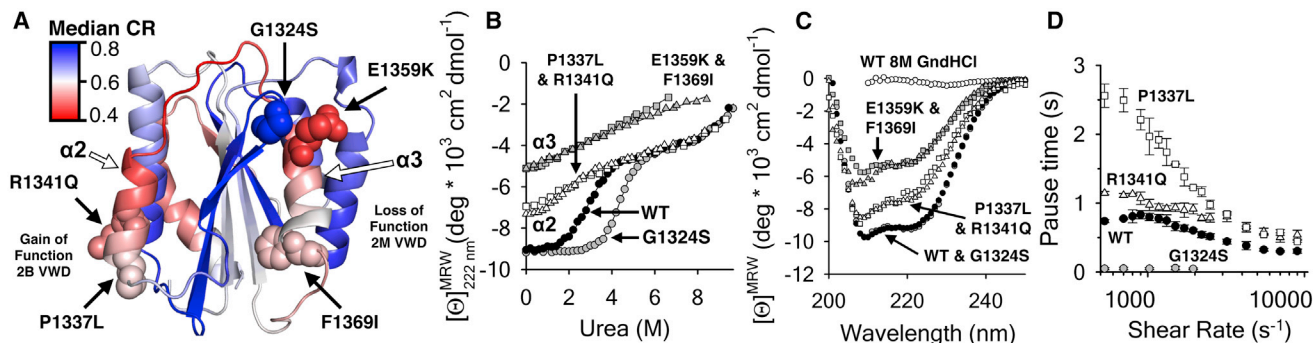 A
Median CR
0.8
0.6
0.4
G1324S
E1359K
α2
α3
R1341Q
Gain of
Function
2B VWD
Loss of
Function
2M VWD
P1337L
F1369I
B
[Θ]MRW 222 nm (deg * 10³ cm² dmol⁻¹)
0
-2
-4
-6
-8
-10
P1337L
& R1341Q
E1359K &
F1369I
α3
α2
WT
G1324S
0 2 4 6 8
Urea (M)
C
[Θ]MRW (deg * 10³ cm² dmol⁻¹)
0
-2
-4
-6
-8
-10
-12
WT 8M GndHCl
E1359K &
F1369I
P1337L
& R1341Q
WT & G1324S
200 220 240
Wavelength (nm)
D
Pause time (s)
3
2
1
0
P1337L
R1341Q
WT
G1324S
1000 10000
Shear Rate (s⁻¹)